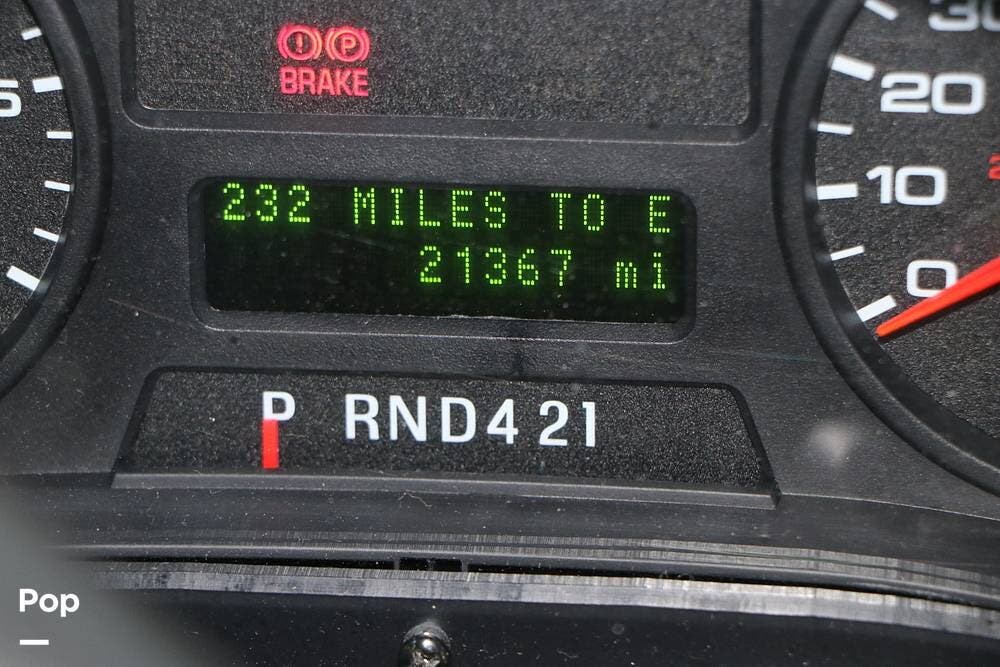 (!) (P)
BRAKE
5
30
20
10
0
232 MILES TO E
21367 mi
P RND421
Pop